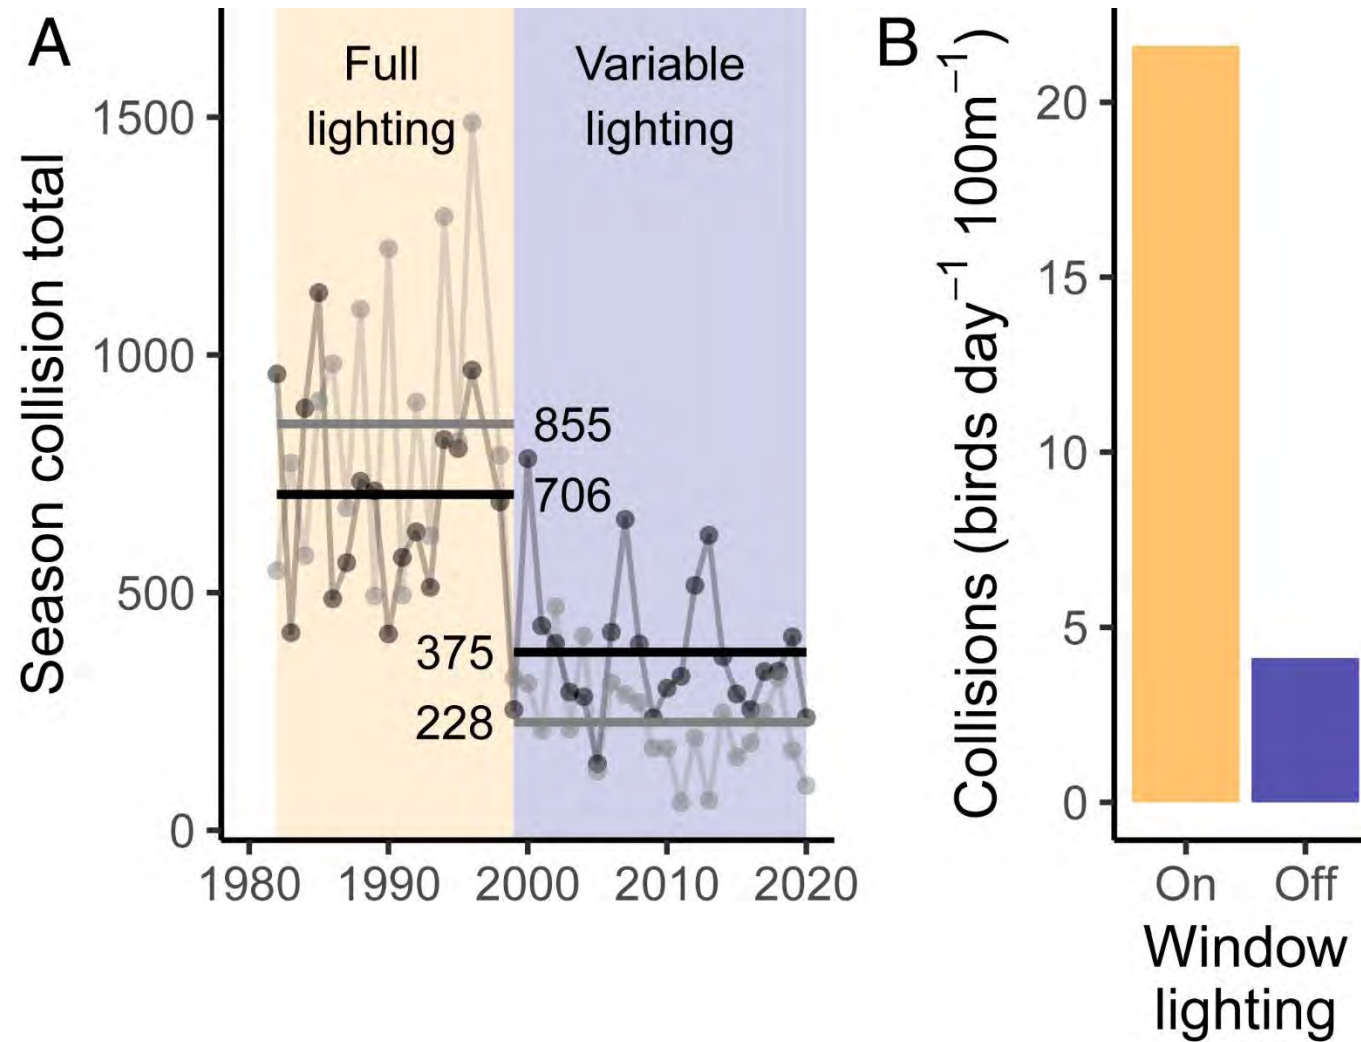 A
Full
lighting
Variable
lighting
Season collision total
1500
1000
500
0
855
706
375
228
1980
1990
2000
2010
2020
B
Collisions (birds day⁻¹ 100m⁻¹)
20
15
10
5
0
On
Off
Window
lighting